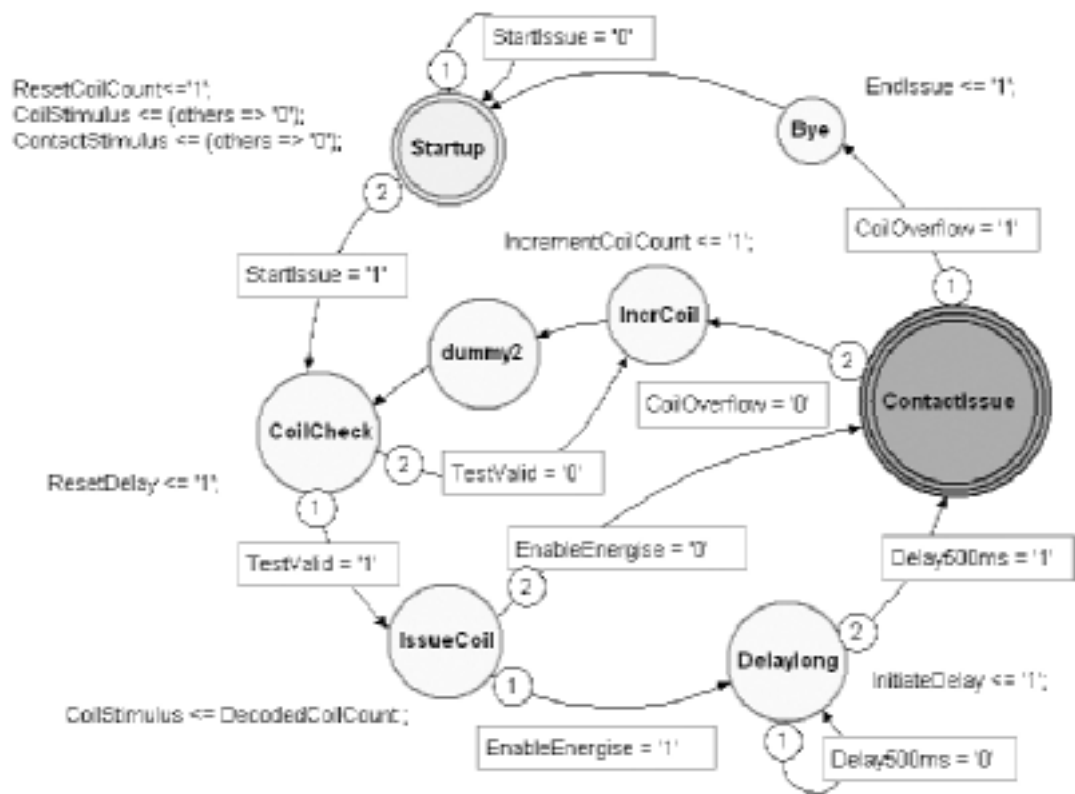 StartIssue = '0'
1
ResetCoilCount<='1';
CoilStimulus <= (others => '0');
ContactStimulus <= (others => '0');
EndIssue <= '1';
Bye
Startup
2
CoilOverflow = '1'
IncrementCoilCount <= '1';
StartIssue = '1'
1
IncrCoil
dummy2
2
ContactIssue
CoilOverflow = '0'
CoilCheck
2
TestValid = '0'
ResetDelay <= '1';
1
EnableEnergise = '0'
Delay500ms = '1'
TestValid = '1'
2
IssueCoil
2
Delaylong
1
InitiateDelay <= '1';
CoilStimulus <= DecodedCoilCount;
EnableEnergise = '1'
1
Delay500ms = '0'